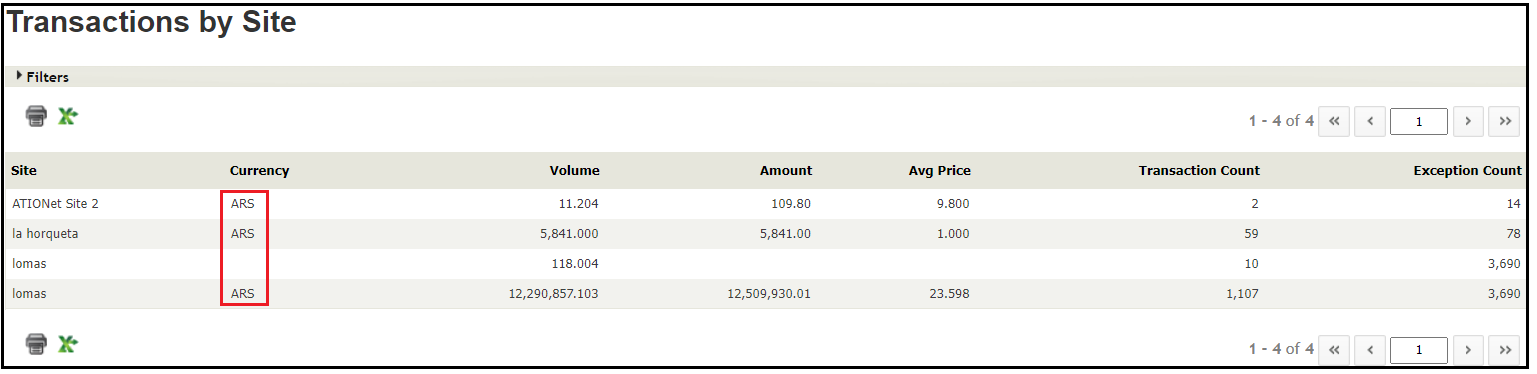 Transactions by Site
Filters
1 - 4 of 4 « ‹ 1 › »
Site Currency Volume Amount Avg Price Transaction Count Exception Count
ATIONet Site 2 ARS 11.204 109.80 9.800 2 14
la horqueta ARS 5,841.000 5,841.00 1.000 59 78
lomas 118.004 10 3,690
lomas ARS 12,290,857.103 12,509,930.01 23.598 1,107 3,690
1 - 4 of 4 « ‹ 1 › »